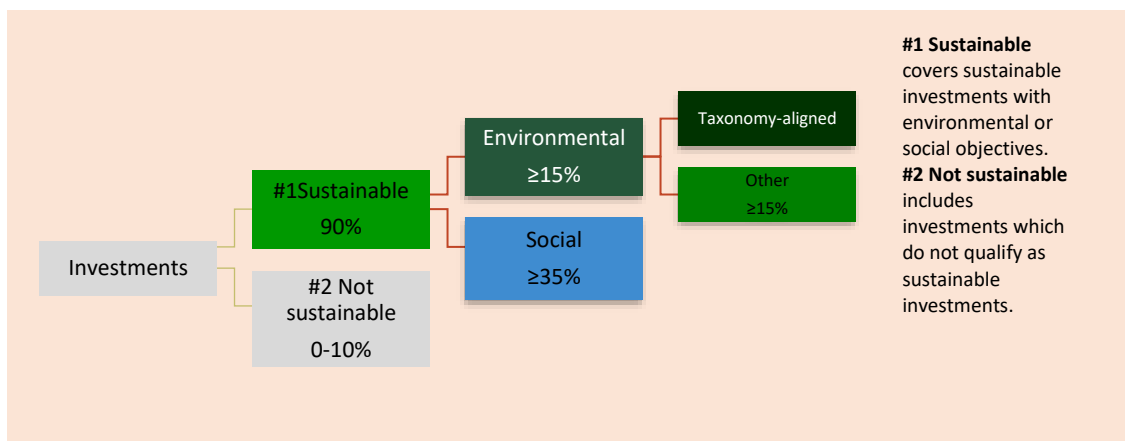 Investments
#1Sustainable
90%
#2 Not
sustainable
0-10%
Environmental
≥15%
Social
≥35%
Taxonomy-aligned
Other
≥15%
#1 Sustainable
covers sustainable
investments with
environmental or
social objectives.
#2 Not sustainable
includes
investments which
do not qualify as
sustainable
investments.